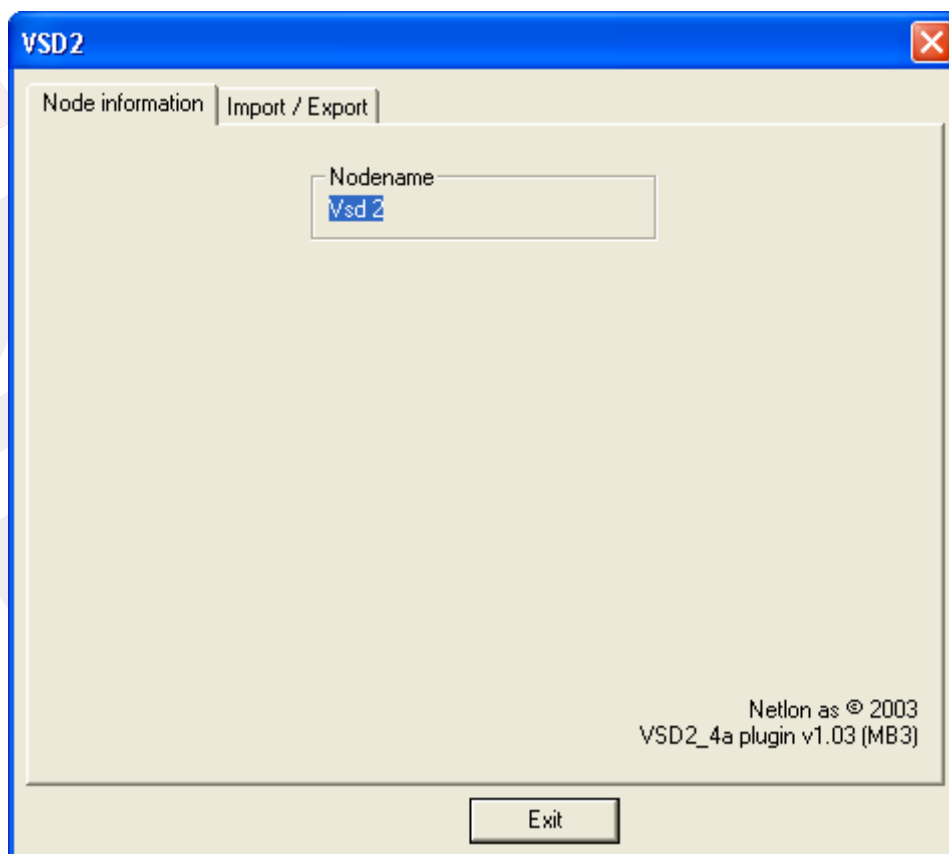 VSD2
Node information
Import / Export
Nodename
Vsd 2
Netlon as © 2003
VSD2_4a plugin v1.03 (MB3)
Exit